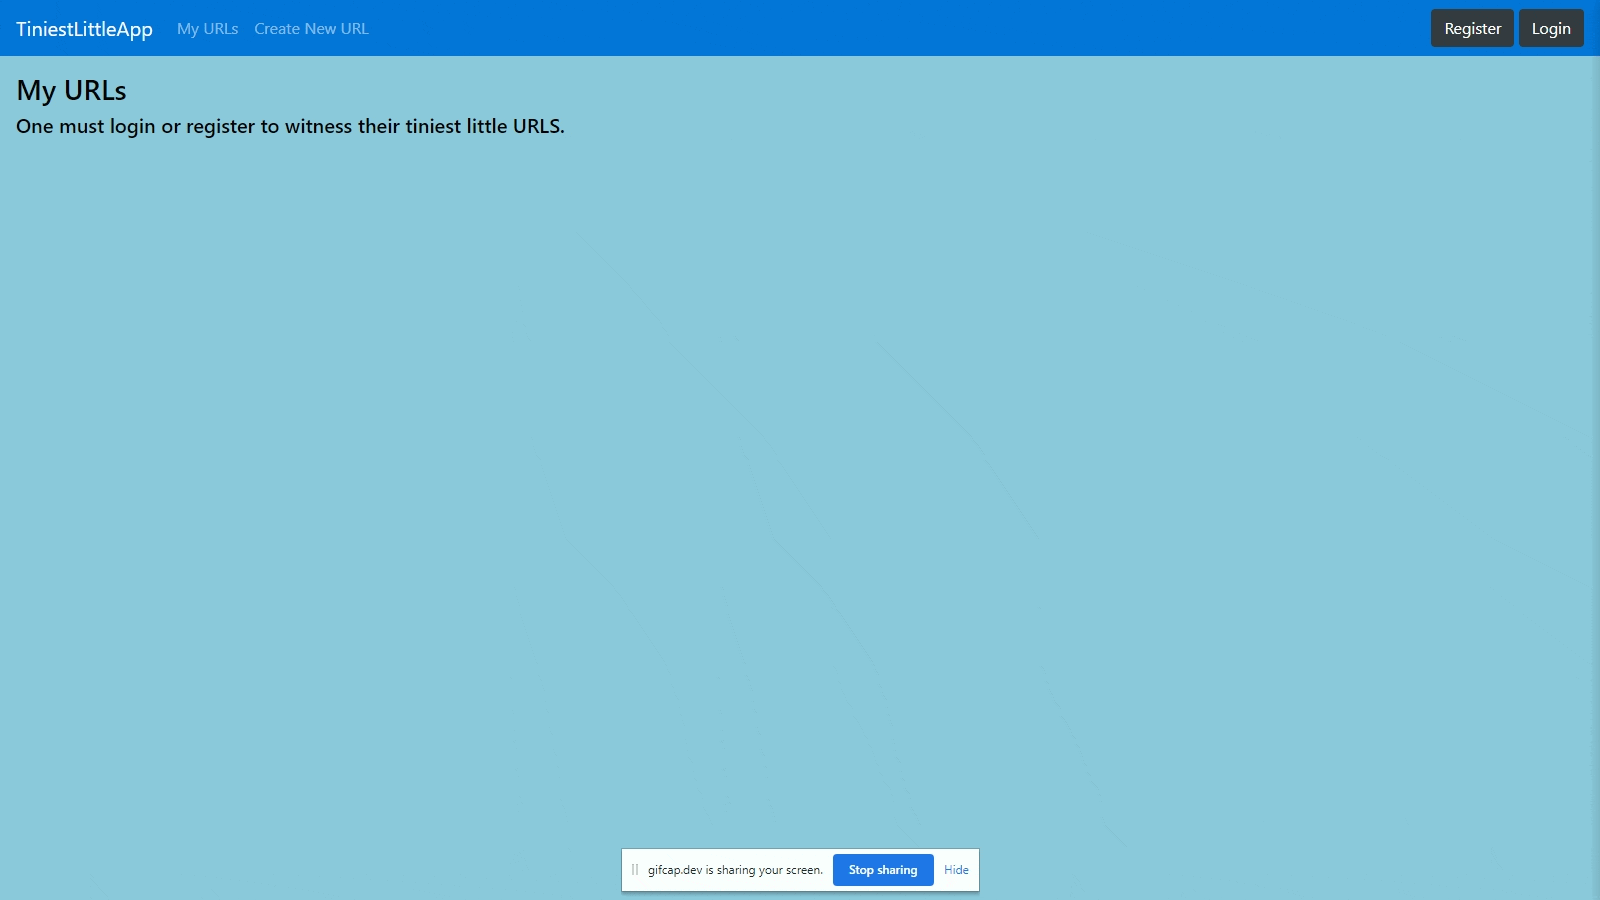 TiniestLittleApp My URLs Create New URL Register Login
My URLs
One must login or register to witness their tiniest little URLS.
gifcap.dev is sharing your screen. Stop sharing Hide